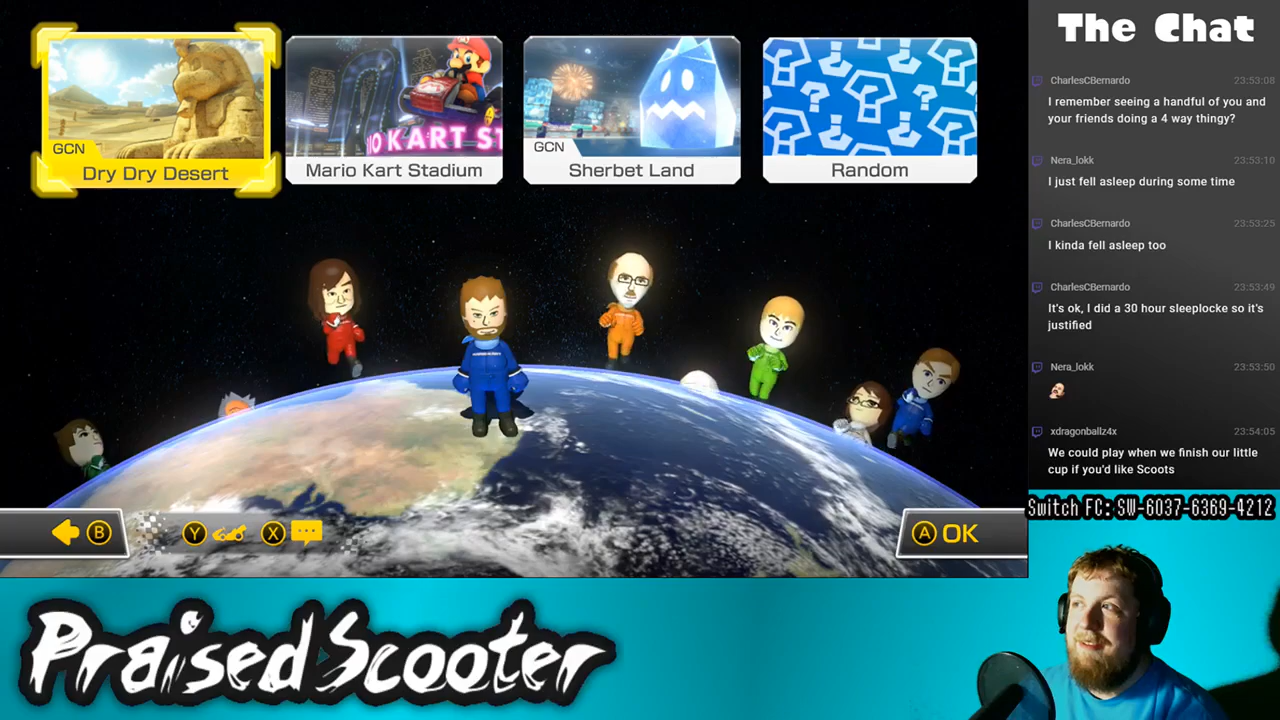 GCN
Dry Dry Desert
Mario Kart Stadium
GCN
Sherbet Land
Random
B
Y
X
A OK
The Chat
CharlesCBernardo 23:53:08
I remember seeing a handful of you and
your friends doing a 4 way thingy?
Nera_lokk 23:53:10
I just fell asleep during some time
CharlesCBernardo 23:53:25
I kinda fell asleep too
CharlesCBernardo 23:53:49
It's ok, I did a 30 hour sleeplocke so it's
justified
Nera_lokk 23:53:50
xdragonballz4x 23:54:05
We could play when we finish our little
cup if you'd like Scoots
Switch FC: SW-6037-6369-4212
PraisedScooter